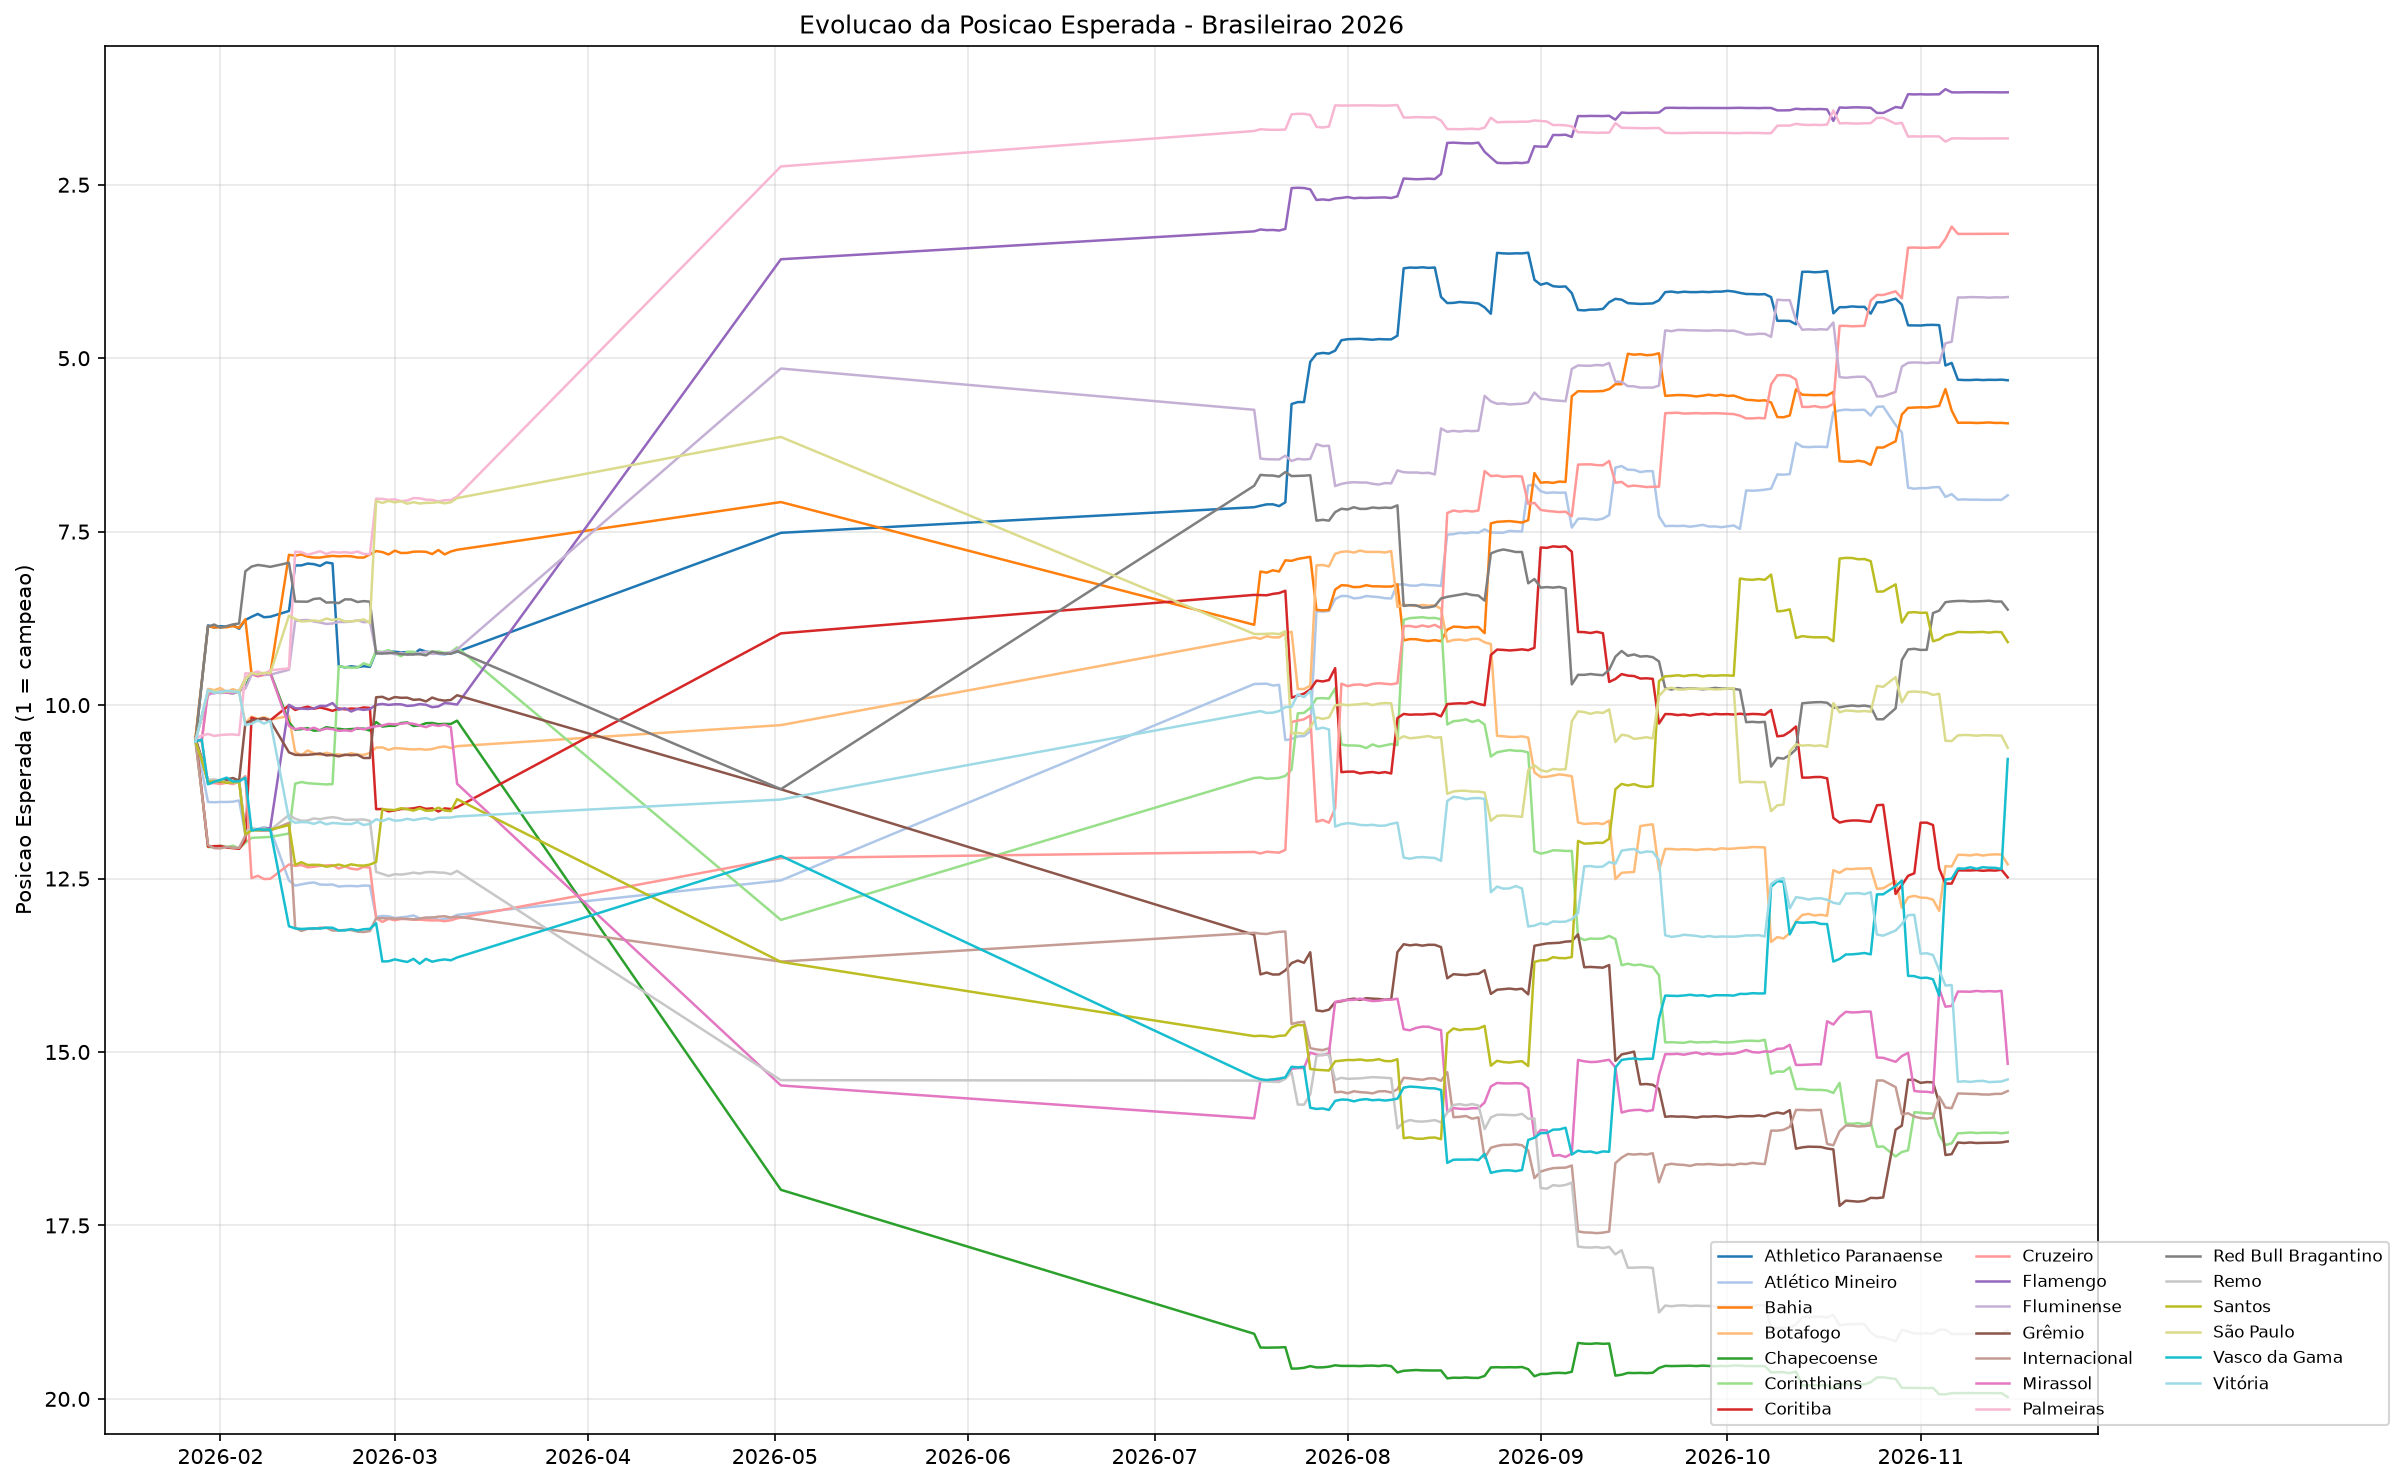 Evolucao da Posicao Esperada - Brasileirao 2026
Posicao Esperada (1 = campeao)
2.5
5.0
7.5
10.0
12.5
15.0
17.5
20.0
2026-02
2026-03
2026-04
2026-05
2026-06
2026-07
2026-08
2026-09
2026-10
2026-11
Athletico Paranaense
Atlético Mineiro
Bahia
Botafogo
Chapecoense
Corinthians
Coritiba
Cruzeiro
Flamengo
Fluminense
Grêmio
Internacional
Mirassol
Palmeiras
Red Bull Bragantino
Remo
Santos
São Paulo
Vasco da Gama
Vitória